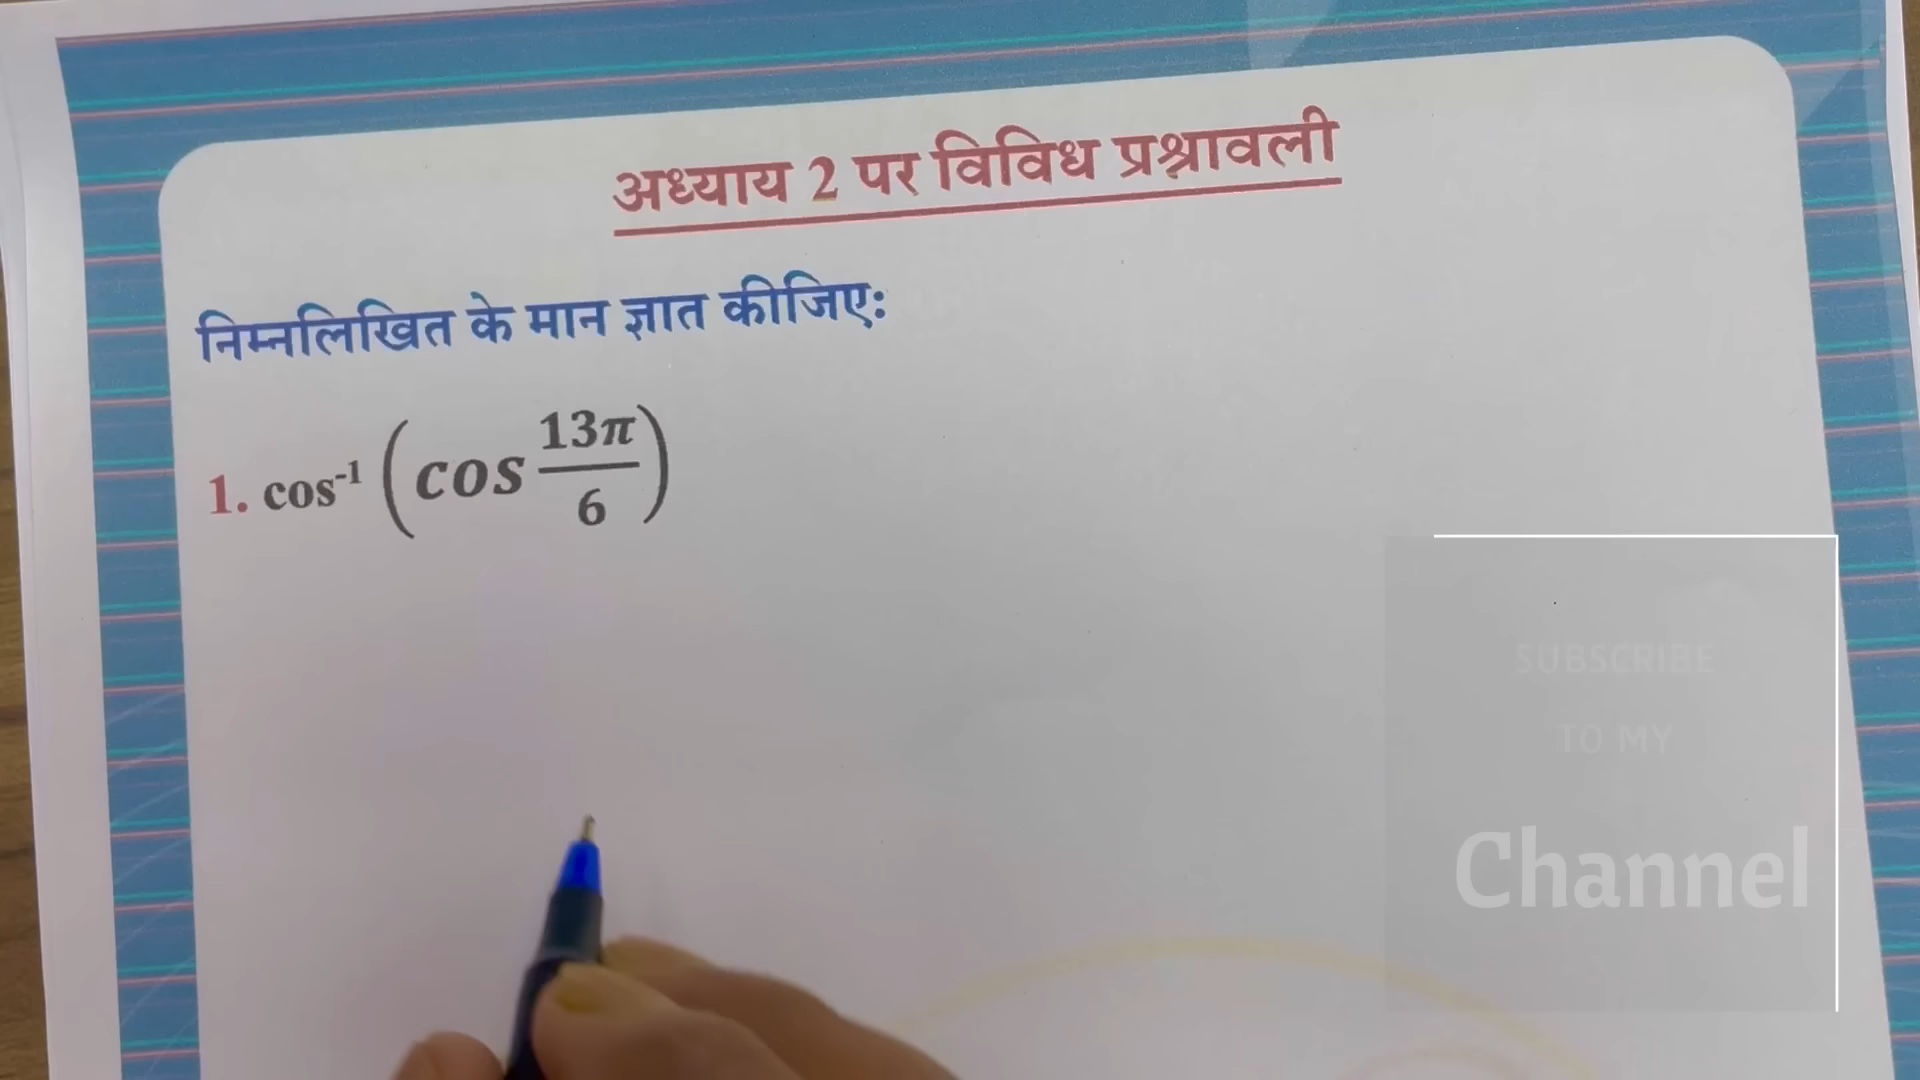 अध्याय 2 पर विविध प्रश्नावली
निम्नलिखित के मान ज्ञात कीजिए:
1. cos⁻¹ (cos 13π/6)
SUBSCRIBE
TO MY
Channel